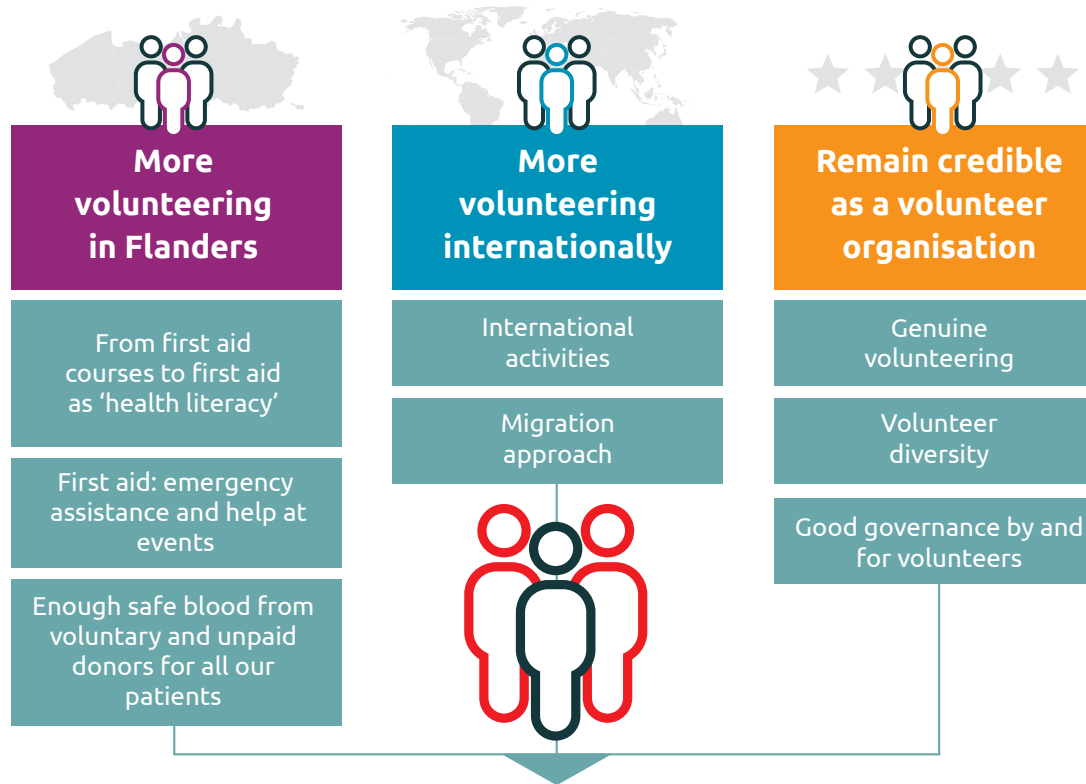 More
volunteering
in Flanders
From first aid
courses to first aid
as ‘health literacy’
First aid: emergency
assistance and help at
events
Enough safe blood from
voluntary and unpaid
donors for all our
patients
More
volunteering
internationally
International
activities
Migration
approach
Remain credible
as a volunteer
organisation
Genuine
volunteering
Volunteer
diversity
Good governance by and
for volunteers